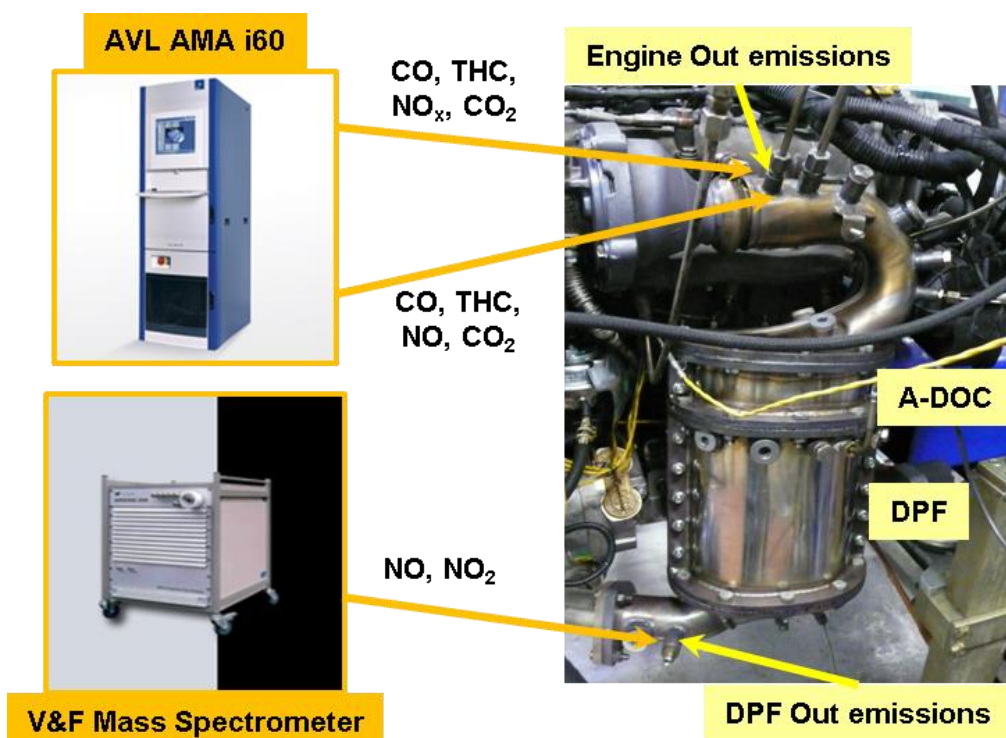 AVL AMA i60
CO, THC,
NOₓ, CO₂
Engine Out emissions
CO, THC,
NO, CO₂
A-DOC
DPF
NO, NO₂
V&F Mass Spectrometer
DPF Out emissions